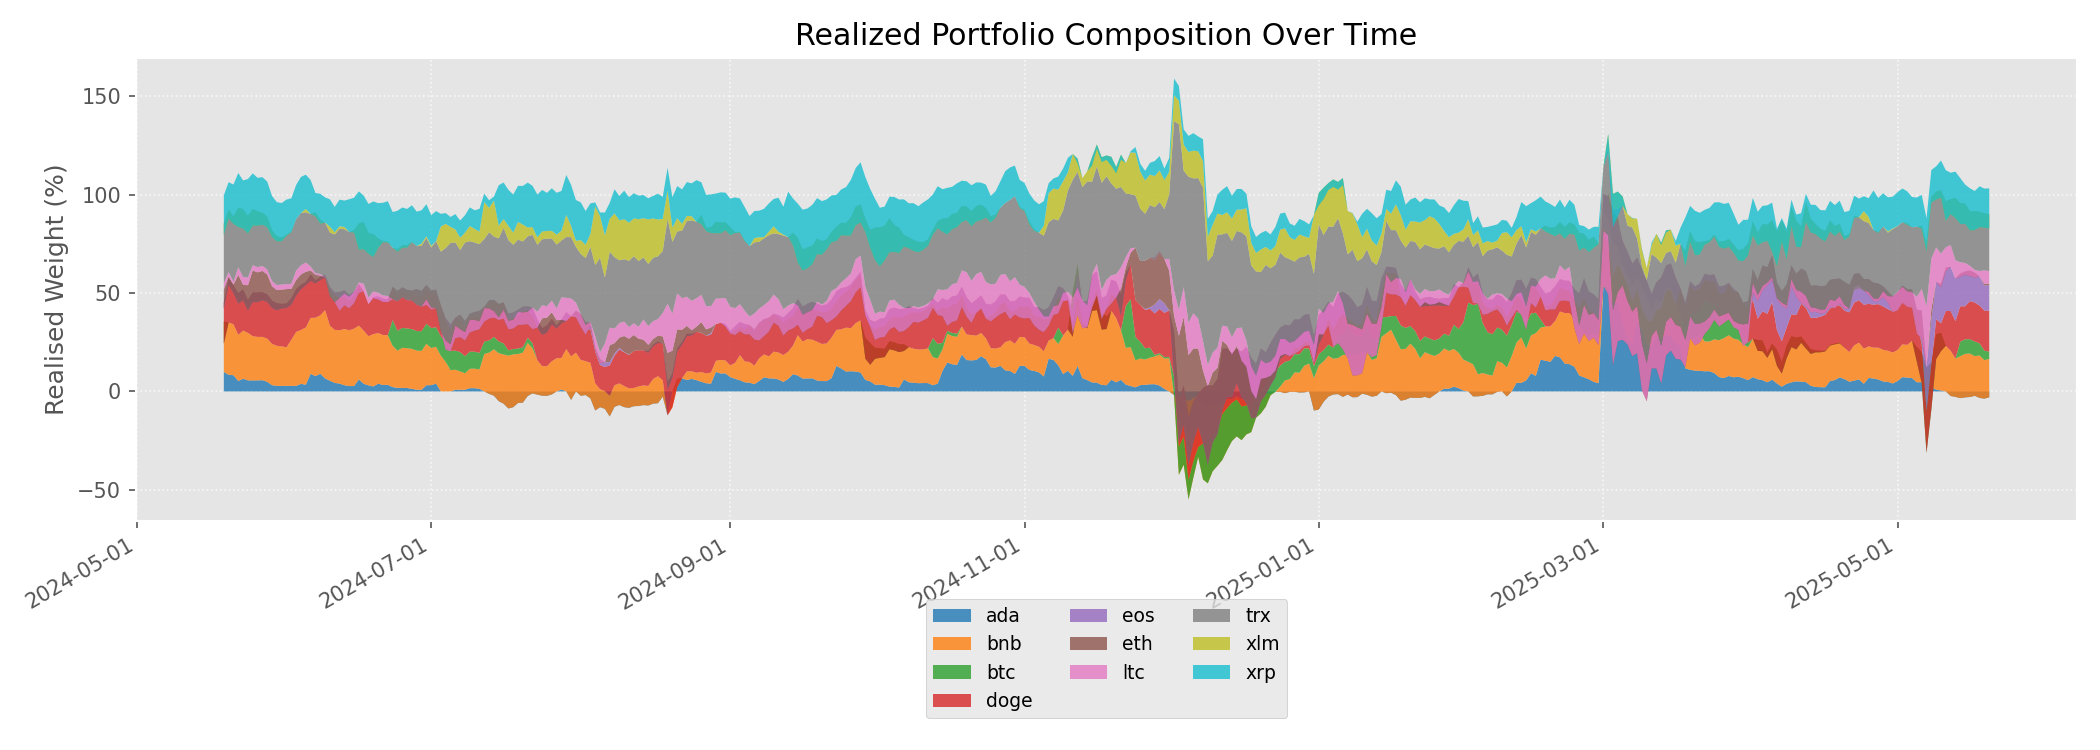 Realized Portfolio Composition Over Time
Realised Weight (%)
150
100
50
0
−50
2024-05-01
2024-07-01
2024-09-01
2024-11-01
2025-01-01
2025-03-01
2025-05-01
ada
bnb
btc
doge
eos
eth
ltc
trx
xlm
xrp